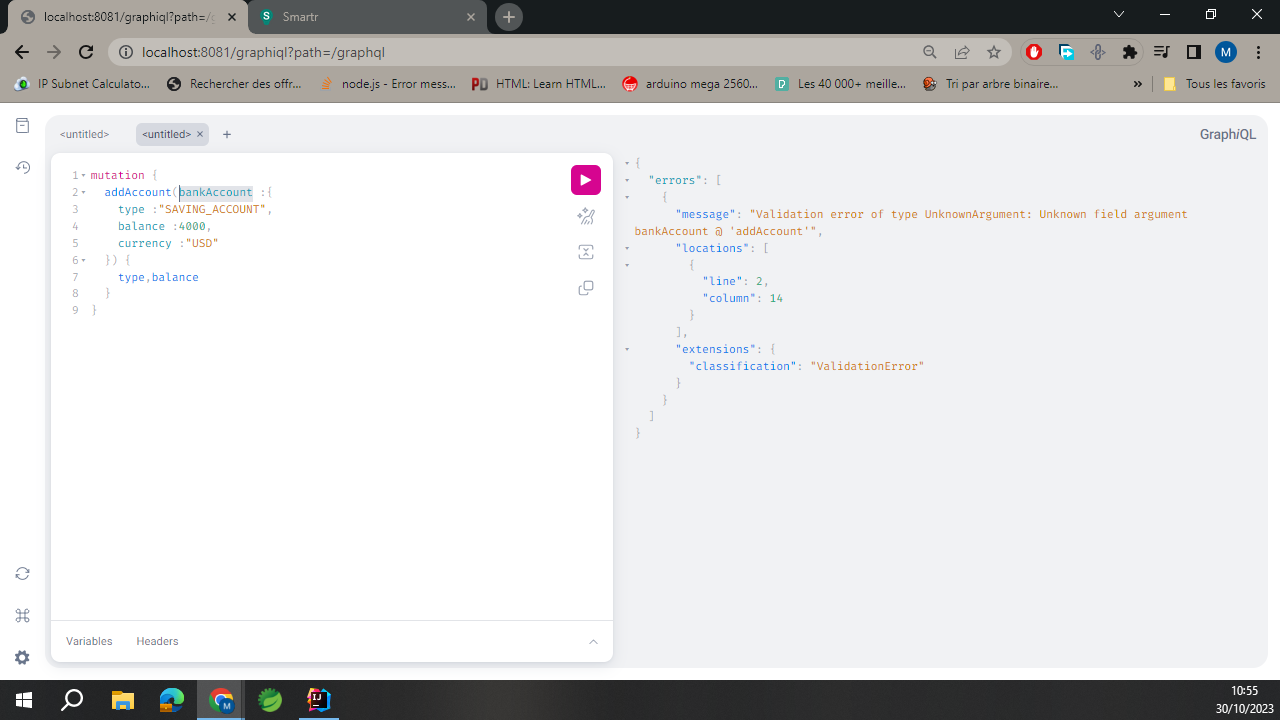 localhost:8081/graphiql?path=/g
Smartr
localhost:8081/graphiql?path=/graphql
M
IP Subnet Calculato...
Rechercher des offr...
node.js - Error mess...
PD
HTML: Learn HTML...
arduino mega 2560...
Les 40 000+ meille...
Tri par arbre binaire...
»
Tous les favoris
<untitled>
<untitled> ×
+
GraphiQL
1 mutation {
2   addAccount(bankAccount :{
3     type :"SAVING_ACCOUNT",
4     balance :4000,
5     currency :"USD"
6   }) {
7     type,balance
8   }
9 }
{
  "errors": [
    {
      "message": "Validation error of type UnknownArgument: Unknown field argument
bankAccount @ 'addAccount'",
      "locations": [
        {
          "line": 2,
          "column": 14
        }
      ],
      "extensions": {
        "classification": "ValidationError"
      }
    }
  ]
}
Variables
Headers
M
IJ
10:55
30/10/2023